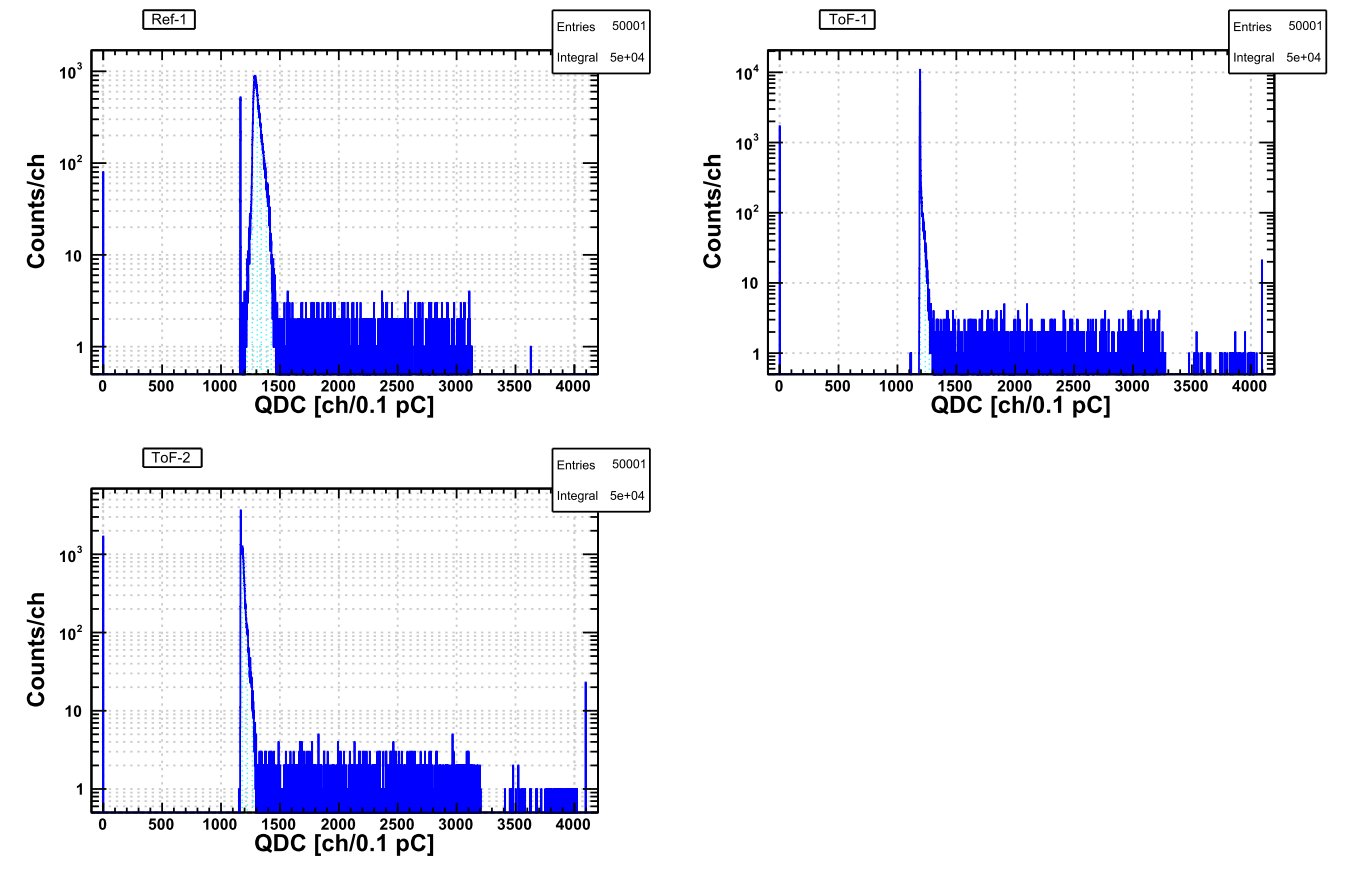 Ref-1
Entries 50001
Integral 5e+04
10^3
10^2
10
1
Counts/ch
0 500 1000 1500 2000 2500 3000 3500 4000
QDC [ch/0.1 pC]
ToF-1
Entries 50001
Integral 5e+04
10^4
10^3
10^2
10
1
Counts/ch
0 500 1000 1500 2000 2500 3000 3500 4000
QDC [ch/0.1 pC]
ToF-2
Entries 50001
Integral 5e+04
10^3
10^2
10
1
Counts/ch
0 500 1000 1500 2000 2500 3000 3500 4000
QDC [ch/0.1 pC]